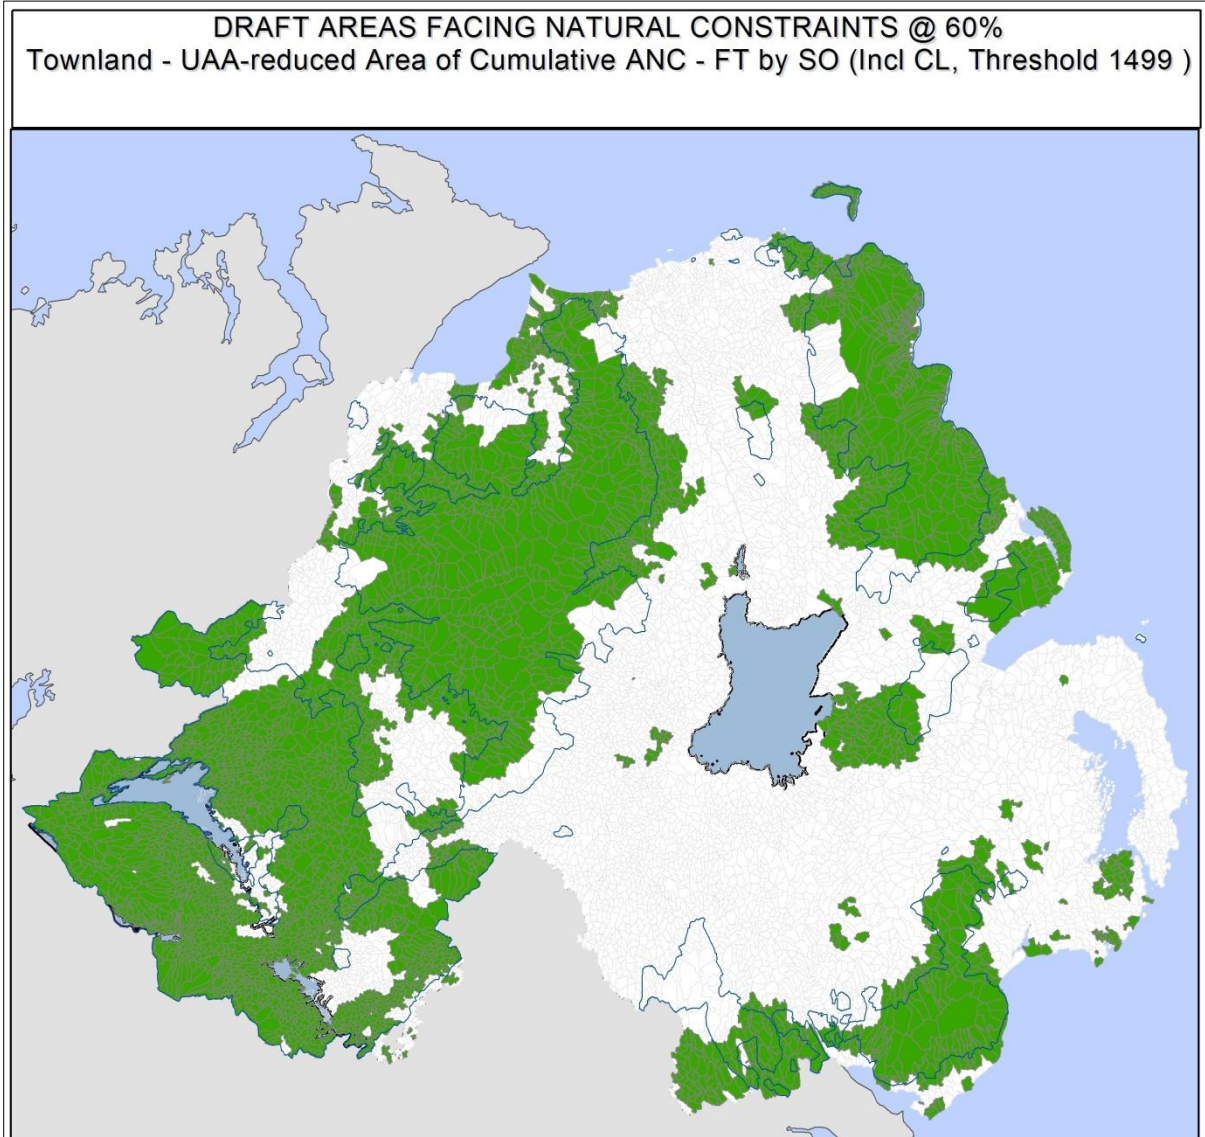 DRAFT AREAS FACING NATURAL CONSTRAINTS @ 60%
Townland - UAA-reduced Area of Cumulative ANC - FT by SO (Incl CL, Threshold 1499 )